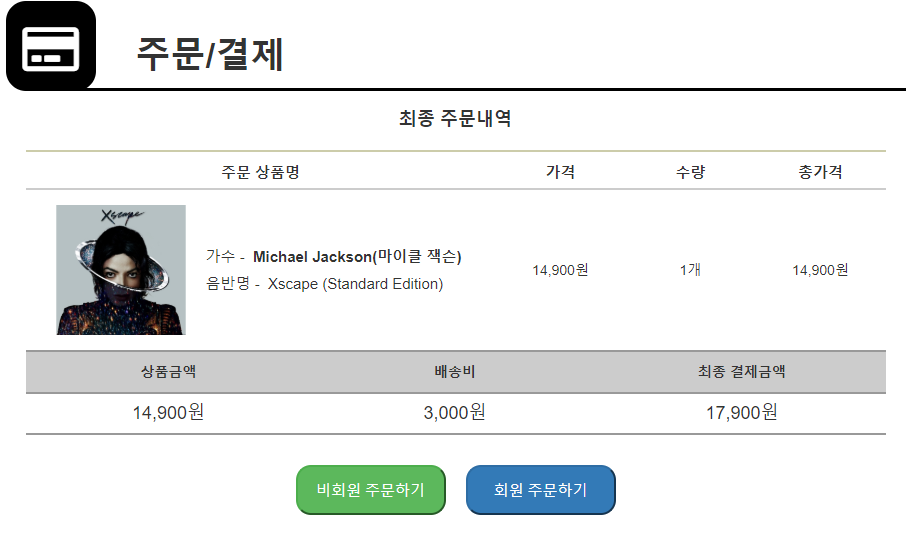 주문/결제
최종 주문내역
주문 상품명 가격 수량 총가격
Xscape
가수 - Michael Jackson(마이클 잭슨)
음반명 - Xscape (Standard Edition)
14,900원 1개 14,900원
상품금액 배송비 최종 결제금액
14,900원 3,000원 17,900원
비회원 주문하기 회원 주문하기